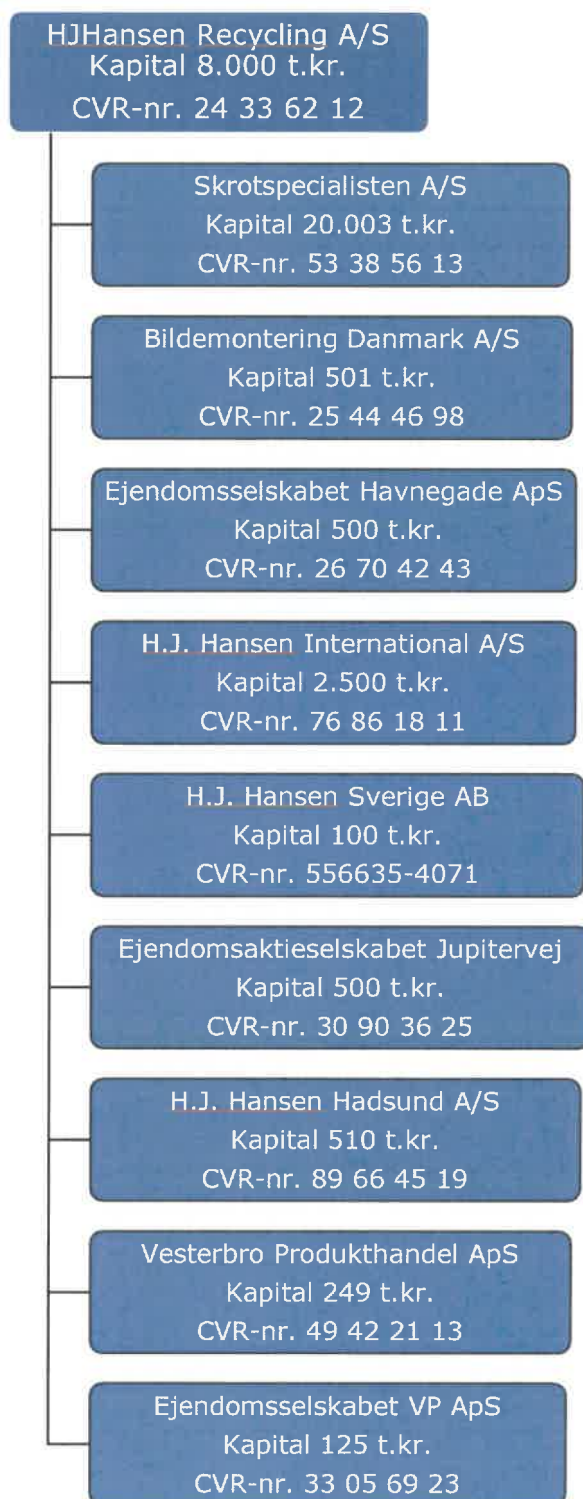 HJHansen Recycling A/S
Kapital 8.000 t.kr.
CVR-nr. 24 33 62 12
Skrotspecialisten A/S
Kapital 20.003 t.kr.
CVR-nr. 53 38 56 13
Bildemontering Danmark A/S
Kapital 501 t.kr.
CVR-nr. 25 44 46 98
Ejendomsselskabet Havnegade ApS
Kapital 500 t.kr.
CVR-nr. 26 70 42 43
H.J. Hansen International A/S
Kapital 2.500 t.kr.
CVR-nr. 76 86 18 11
H.J. Hansen Sverige AB
Kapital 100 t.kr.
CVR-nr. 556635-4071
Ejendomsaktieselskabet Jupitervej
Kapital 500 t.kr.
CVR-nr. 30 90 36 25
H.J. Hansen Hadsund A/S
Kapital 510 t.kr.
CVR-nr. 89 66 45 19
Vesterbro Produkthandel ApS
Kapital 249 t.kr.
CVR-nr. 49 42 21 13
Ejendomsselskabet VP ApS
Kapital 125 t.kr.
CVR-nr. 33 05 69 23